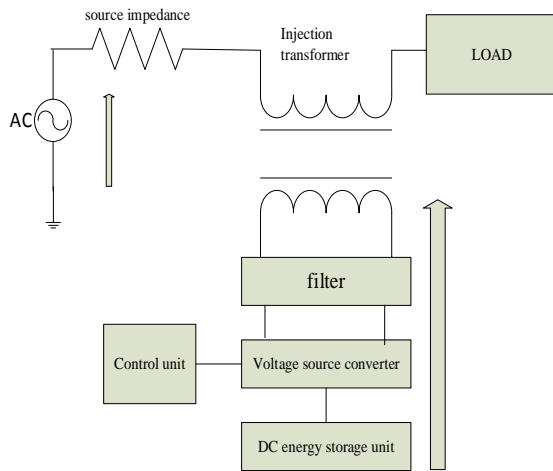 source impedance
Injection
transformer
LOAD
AC
filter
Control unit
Voltage source converter
DC energy storage unit